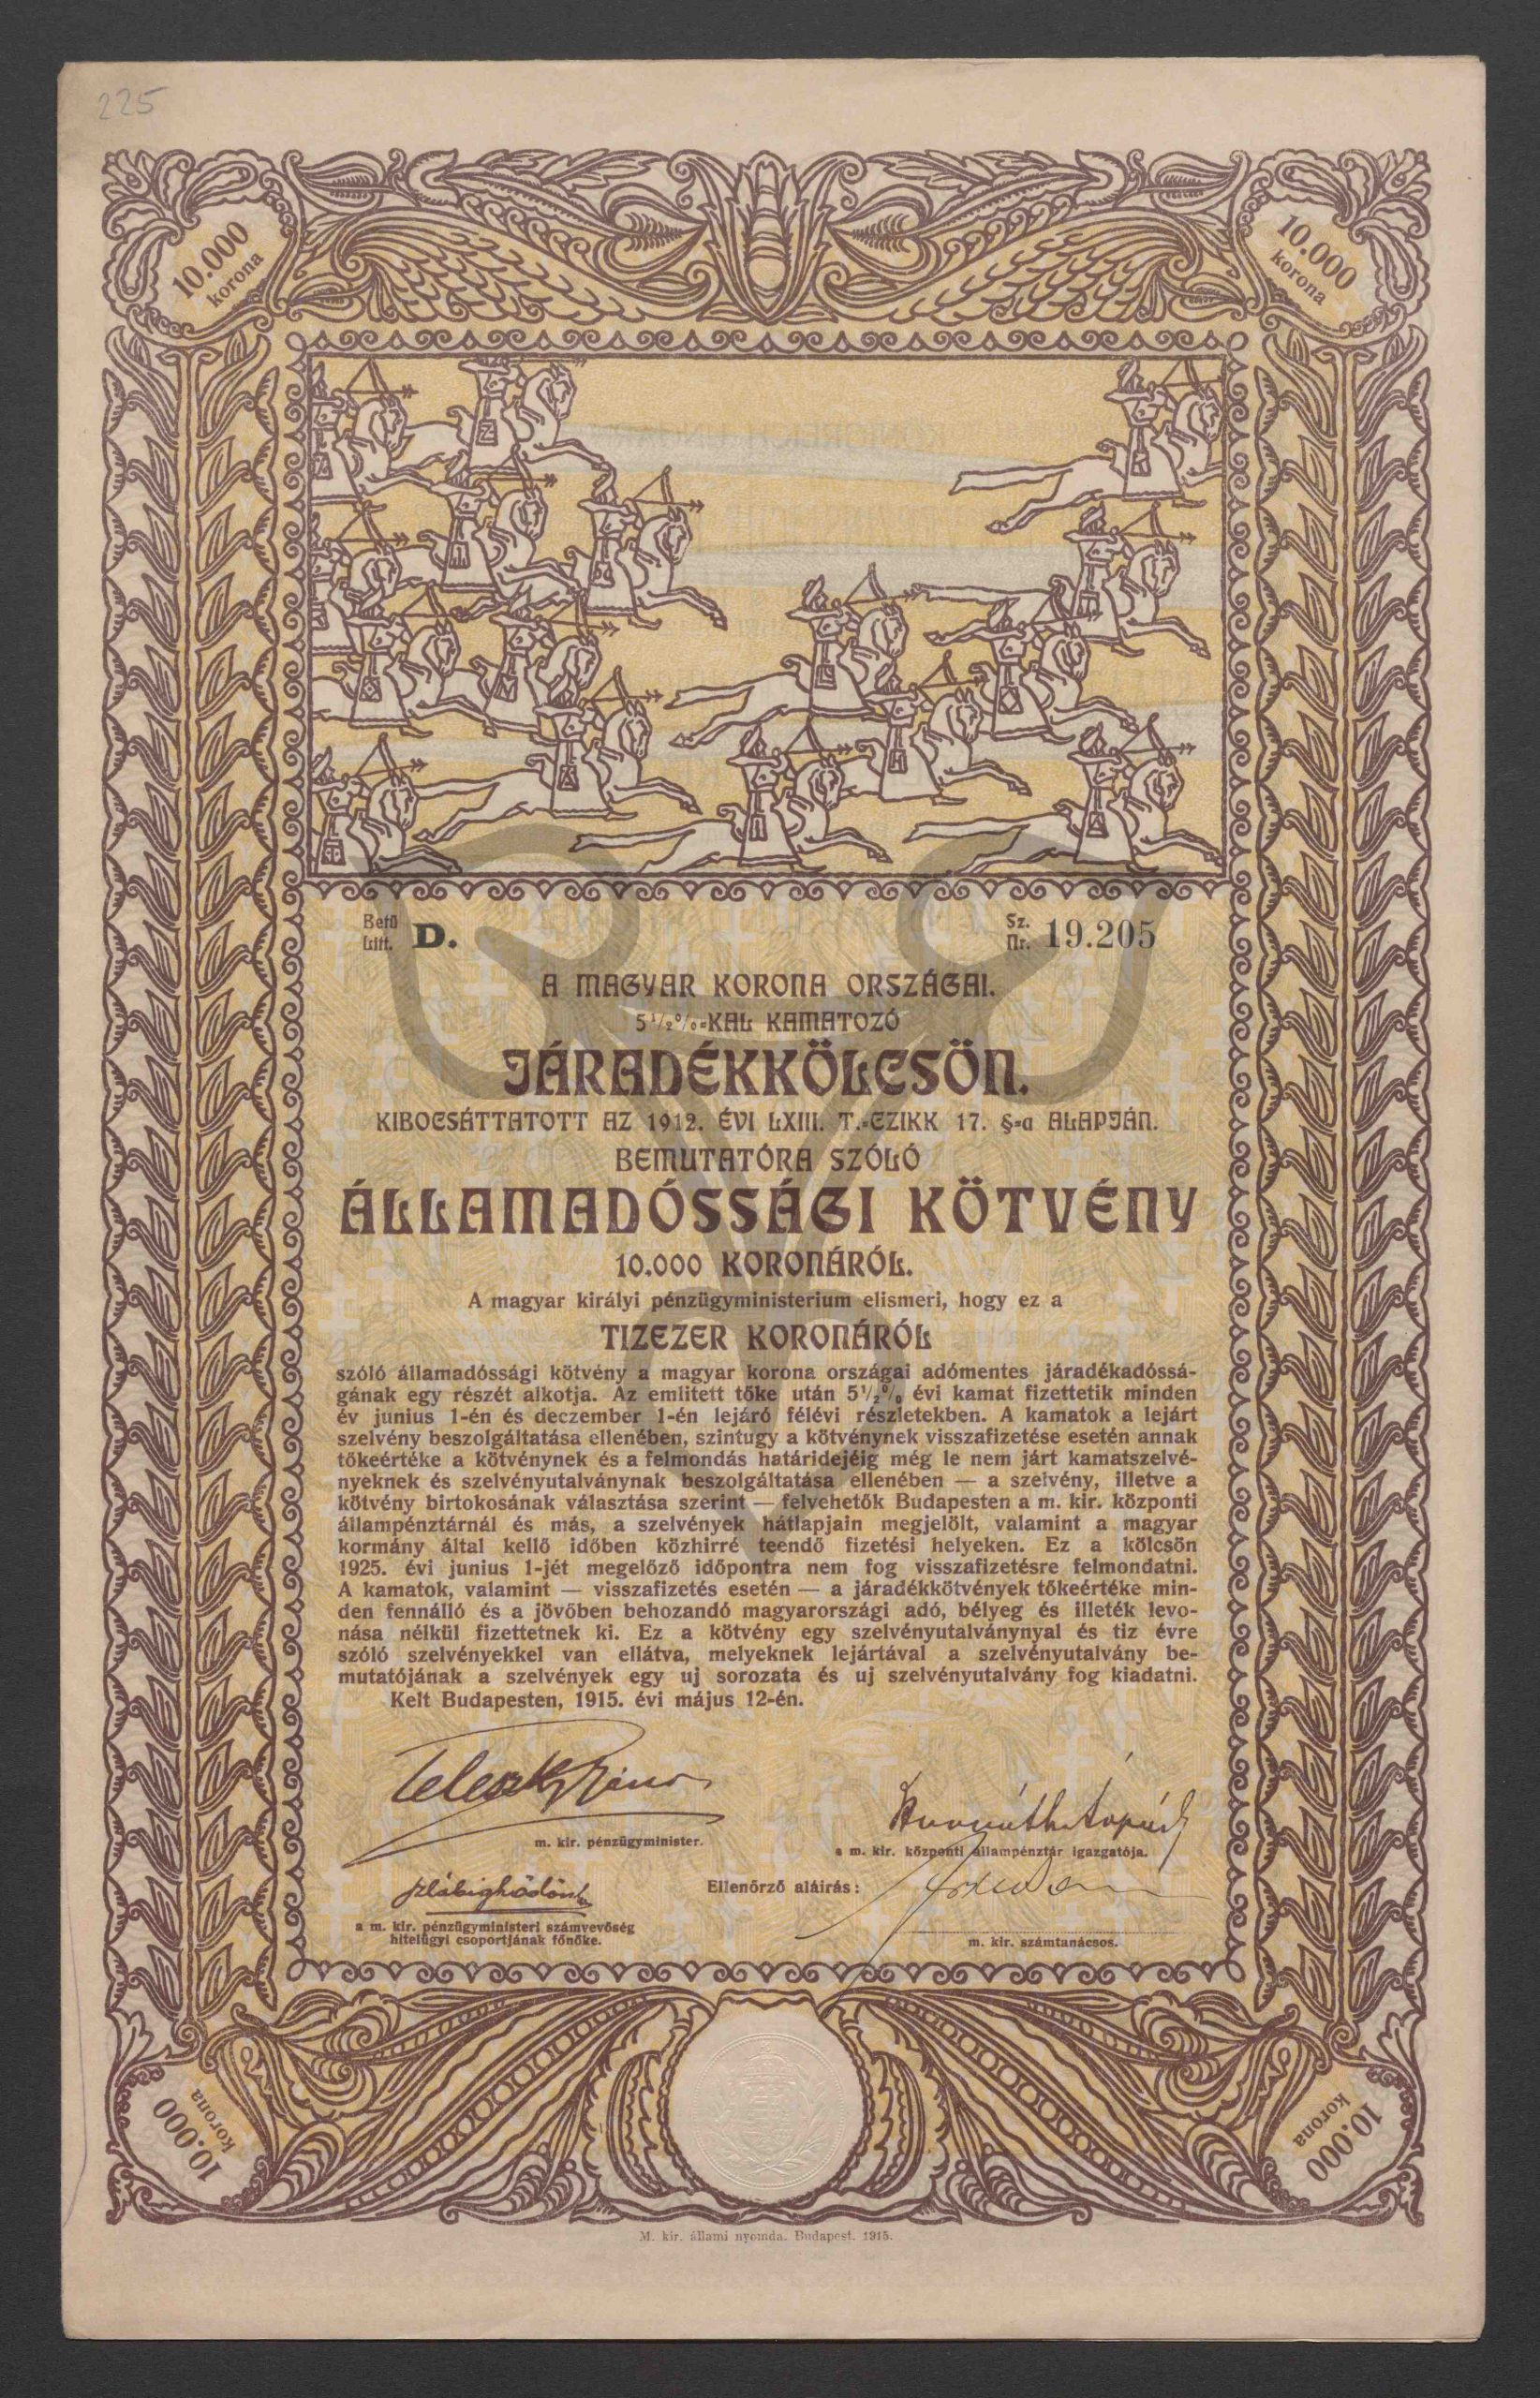 225
10.000
korona
10.000
korona
Betű
Litt. D.
Sz.
Nr. 19.205
A MAGYAR KORONA ORSZÁGAI.
5½%=KAL KAMATOZÓ
JÁRADÉKKÖLCSÖN.
KIBOCSÁTTATOTT AZ 1912. ÉVI LXIII. T.=CZIKK 17. §=a ALAPJÁN.
BEMUTATÓRA SZÓLÓ
ÁLLAMADÓSSÁGI KÖTVÉNY
10.000 KORONÁRÓL.
A magyar királyi pénzügyministerium elismeri, hogy ez a
TIZEZER KORONÁRÓL
szóló államadóssági kötvény a magyar korona országai adómentes járadékadóssá-
gának egy részét alkotja. Az emlitett tőke után 5½% évi kamat fizettetik minden
év junius 1-én és deczember 1-én lejáró félévi részletekben. A kamatok a lejárt
szelvény beszolgáltatása ellenében, szintugy a kötvénynek visszafizetése esetén annak
tőkeértéke a kötvénynek és a felmondás határidejéig még le nem járt kamatszelvé-
nyeknek és szelvényutalványnak beszolgáltatása ellenében — a szelvény, illetve a
kötvény birtokosának választása szerint — felvehetők Budapesten a m. kir. központi
állampénztárnál és más, a szelvények hátlapjain megjelölt, valamint a magyar
kormány által kellő időben közhirré teendő fizetési helyeken. Ez a kölcsön
1925. évi junius 1-jét megelőző időpontra nem fog visszafizetésre felmondatni.
A kamatok, valamint — visszafizetés esetén — a járadékkötvények tőkeértéke min-
den fennálló és a jövőben behozandó magyarországi adó, bélyeg és illeték levo-
nása nélkül fizettetnek ki. Ez a kötvény egy szelvényutalványnyal és tiz évre
szóló szelvényekkel van ellátva, melyeknek lejártával a szelvényutalvány be-
mutatójának a szelvények egy uj sorozata és uj szelvényutalvány fog kiadatni.
Kelt Budapesten, 1915. évi május 12-én.
Teleszky János
m. kir. pénzügyminister.
a m. kir. központi állampénztár igazgatója.
Ellenőrző aláirás:
a m. kir. pénzügyministeri számvevőség
hitelügyi csoportjának főnöke.
m. kir. számtanácsos.
10.000
korona
10.000
korona
M. kir. állami nyomda. Budapest. 1915.